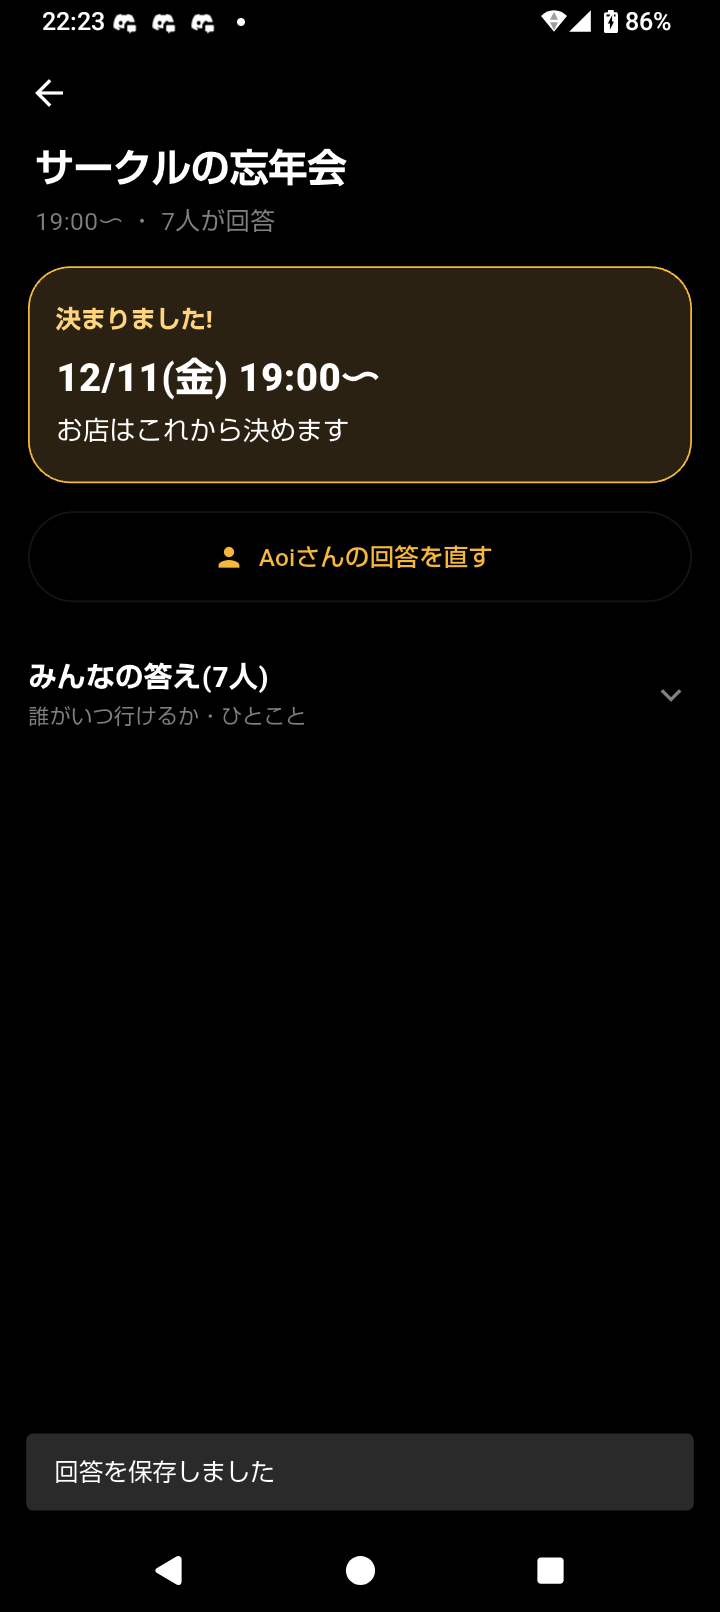 22:23
86%
サークルの忘年会
19:00〜 ・ 7人が回答
決まりました!
12/11(金) 19:00〜
お店はこれから決めます
Aoiさんの回答を直す
みんなの答え(7人)
誰がいつ行けるか・ひとこと
回答を保存しました